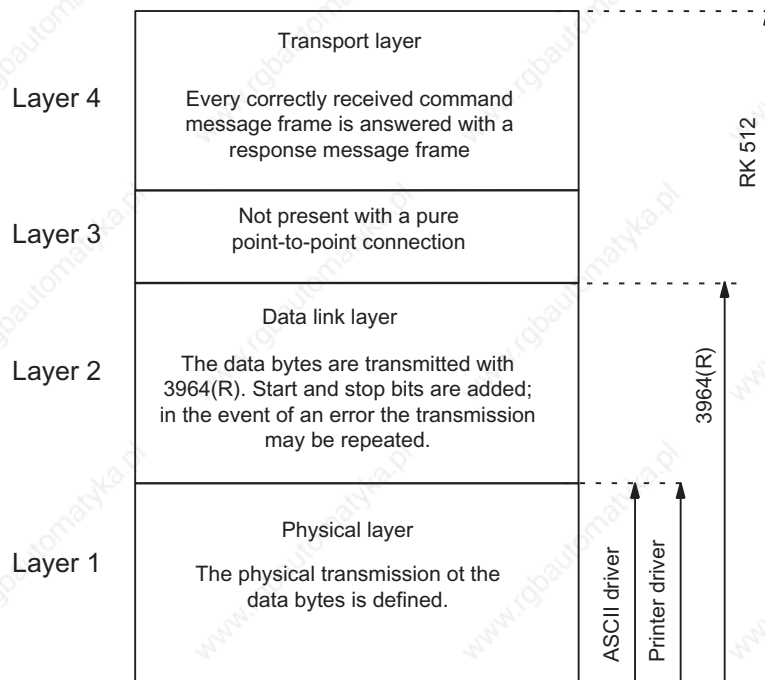 Transport layer
Layer 4
Every correctly received command
message frame is answered with a
response message frame
RK 512
Layer 3
Not present with a pure
point-to-point connection
Data link layer
Layer 2
The data bytes are transmitted with
3964(R). Start and stop bits are added;
in the event of an error the transmission
may be repeated.
3964(R)
Physical layer
Layer 1
The physical transmission ot the
data bytes is defined.
ASCII driver
Printer driver
www.rgbautomatyka.pl